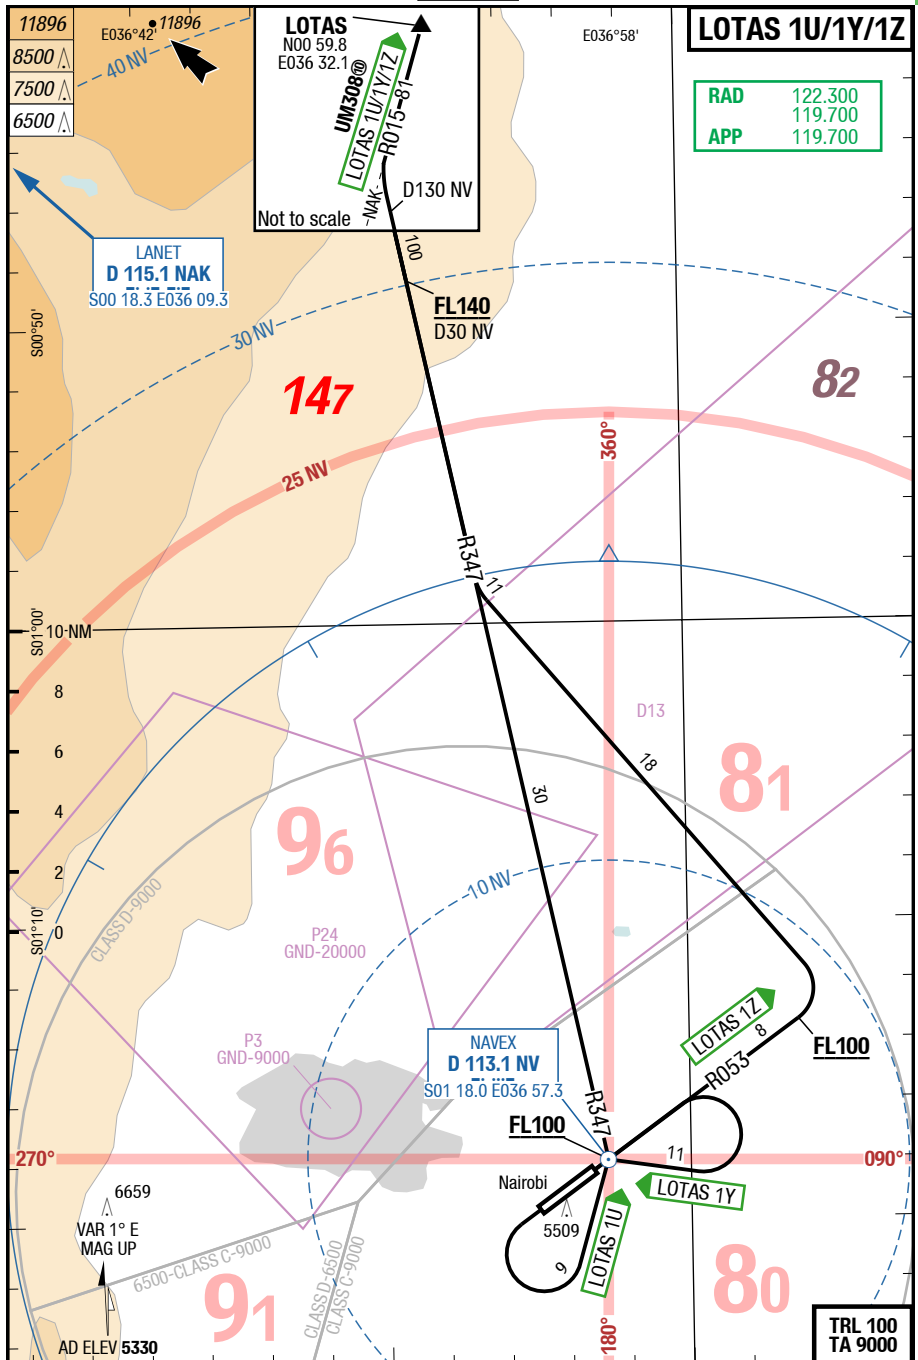 11896
8500
7500
6500
11896
E036°42'
40 NV
LOTAS
N00 59.8
E036 32.1
UM308⑩
LOTAS 1U/1Y/1Z
R015-81
-NAK-
D130 NV
Not to scale
E036°58'
LOTAS 1U/1Y/1Z
RAD 122.300
119.700
APP 119.700
LANET
D 115.1 NAK
S00 18.3 E036 09.3
100
FL140
D30 NV
S00°50'
30 NV
147
82
360°
25 NV
R347
11
S01°00'
10 NM
8
6
4
2
0
S01°10'
D13
18
81
30
96
10 NV
CLASS D-9000
P24
GND-20000
P3
GND-9000
NAVEX
D 113.1 NV
S01 18.0 E036 57.3
LOTAS 1Z
8
R053
FL100
FL100
R347
270°
090°
11
Nairobi
LOTAS 1Y
6659
VAR 1° E
MAG UP
5509
LOTAS 1U
9
6500-CLASS C-9000
CLASS D-6500
CLASS C-9000
91
80
180°
AD ELEV 5330
TRL 100
TA 9000